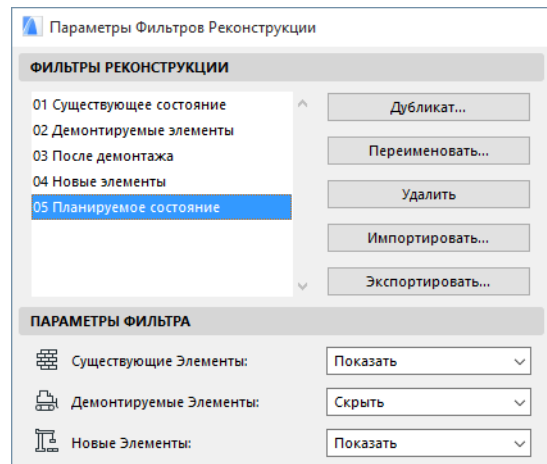 Параметры Фильтров Реконструкции
ФИЛЬТРЫ РЕКОНСТРУКЦИИ
01 Существующее состояние
02 Демонтируемые элементы
03 После демонтажа
04 Новые элементы
05 Планируемое состояние
Дубликат...
Переименовать...
Удалить
Импортировать...
Экспортировать...
ПАРАМЕТРЫ ФИЛЬТРА
Существующие Элементы: Показать
Демонтируемые Элементы: Скрыть
Новые Элементы: Показать